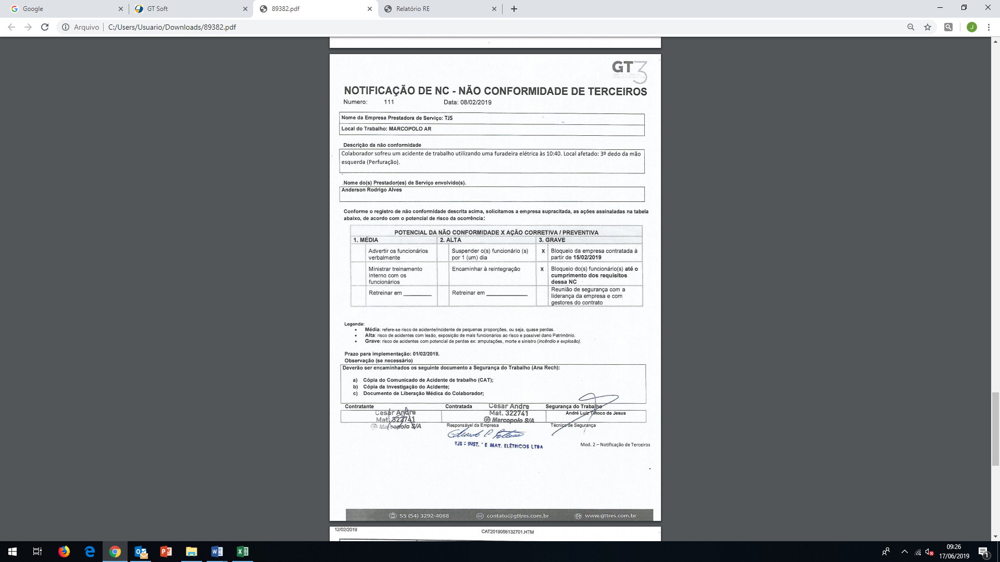 Google
GT Soft
89382.pdf
Relatório RE
Arquivo
C:/Users/Usuario/Downloads/89382.pdf
J
GT3
NOTIFICAÇÃO DE NC - NÃO CONFORMIDADE DE TERCEIROS
Numero: 111 Data: 08/02/2019
Nome da Empresa Prestadora de Serviço: TJS
Local do Trabalho: MARCOPOLO AR
Descrição da não conformidade
Colaborador sofreu um acidente de trabalho utilizando uma furadeira elétrica às 10:40. Local afetado: 3º dedo da mão
esquerda (Perfuração).
Nome do(s) Prestador(es) de Serviço envolvido(s).
Anderson Rodrigo Alves
Conforme o registro de não conformidade descrita acima, solicitamos a empresa supracitada, as ações assinaladas na tabela
abaixo, de acordo com o potencial de risco da ocorrência:
POTENCIAL DA NÃO CONFORMIDADE X AÇÃO CORRETIVA / PREVENTIVA
1. MÉDIA 2. ALTA 3. GRAVE
Advertir os funcionários Suspender o(s) funcionário (s) X Bloqueio da empresa contratada à
verbalmente por 1 (um) dia partir de 15/02/2019
Ministrar treinamento Encaminhar à reintegração X Bloqueio do(s) funcionário(s) até o
interno com os cumprimento dos requisitos
funcionários dessa NC
Retreinar em __________ Retreinar em ______________ Reunião de segurança com a
liderança da empresa e com
gestores do contrato
Legenda:
• Média: refere-se risco de acidente/incidente de pequenas proporções, ou seja, quase perdas.
• Alta: risco de acidentes com lesão, exposição de mais funcionários ao risco e possivel dano Patrimônio.
• Grave: risco de acidentes com potencial de perdas ex: amputações, morte e sinistro (incêndio e explosão).
Prazo para implementação: 01/02/2019.
Observação (se necessário)
Deverão ser encaminhados os seguinte documento a Segurança do Trabalho (Ana Rech):
a) Cópia do Comunicado de Acidente de trabalho (CAT);
b) Cópia da Investigação do Acidente;
c) Documento de Liberação Médica do Colaborador;
Contratante Contratada Cesar Andre Segurança do Trabalho
Cesar Andre Mat. 322741 André Luiz Tinoco de Jesus
Mat. 322741 Marcopolo S/A
Marcopolo S/A Responsável da Empresa Técnico de Segurança
TJS - INST. E MAT. ELÉTRICOS LTDA Mod. 2 – Notificação de Terceiros
55 (54) 3292-4088 contato@gttres.com.br www.gttres.com.br
12/02/2019 CAT2019056132701.HTM
09:26
17/06/2019
1